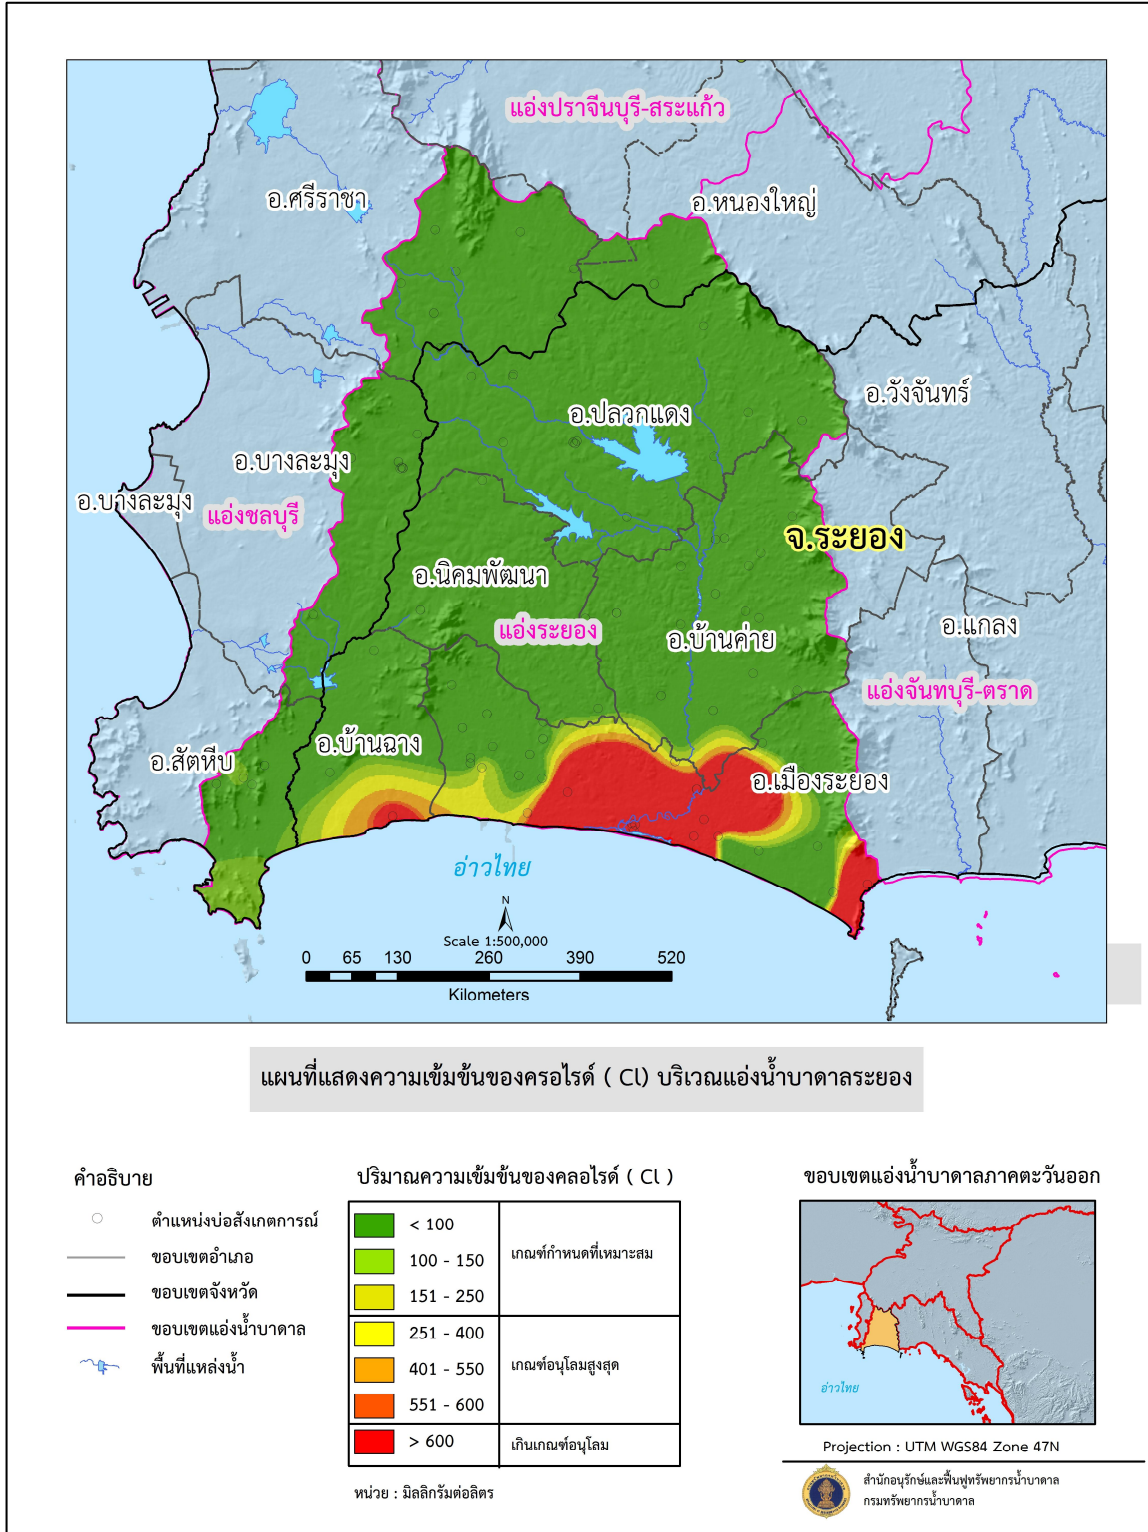 แอ่งปราจีนบุรี-สระแก้ว
อ.ศรีราชา
อ.หนองใหญ่
อ.วังจันทร์
อ.ปลวกแดง
อ.บางละมุง
อ.บางละมุง
แอ่งชลบุรี
จ.ระยอง
อ.นิคมพัฒนา
แอ่งระยอง
อ.บ้านค่าย
อ.แกลง
แอ่งจันทบุรี-ตราด
อ.บ้านฉาง
อ.สัตหีบ
อ.เมืองระยอง
อ่าวไทย
N
Scale 1:500,000
0 65 130 260 390 520
Kilometers
แผนที่แสดงความเข้มข้นของครอไรด์ ( Cl) บริเวณแอ่งน้ำบาดาลระยอง
คำอธิบาย
ตำแหน่งบ่อสังเกตการณ์
ขอบเขตอำเภอ
ขอบเขตจังหวัด
ขอบเขตแอ่งน้ำบาดาล
พื้นที่แหล่งน้ำ
ปริมาณความเข้มข้นของคลอไรด์ ( Cl )
< 100
100 - 150
151 - 250
เกณฑ์กำหนดที่เหมาะสม
251 - 400
401 - 550
551 - 600
เกณฑ์อนุโลมสูงสุด
> 600
เกินเกณฑ์อนุโลม
หน่วย : มิลลิกรัมต่อลิตร
ขอบเขตแอ่งน้ำบาดาลภาคตะวันออก
อ่าวไทย
Projection : UTM WGS84 Zone 47N
สำนักอนุรักษ์และฟื้นฟูทรัพยากรน้ำบาดาล
กรมทรัพยากรน้ำบาดาล